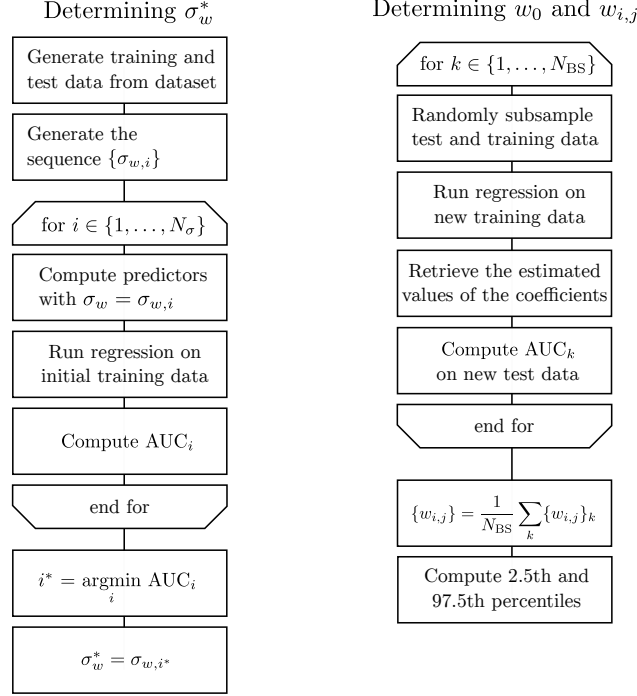 Determining σ*_w
Generate training and
test data from dataset
Generate the
sequence {σ_{w,i}}
for i ∈ {1, . . . , N_σ}
Compute predictors
with σ_w = σ_{w,i}
Run regression on
initial training data
Compute AUC_i
end for
i* = argmin AUC_i
i
σ*_w = σ_{w,i*}
Determining w_0 and w_{i,j}
for k ∈ {1, . . . , N_BS}
Randomly subsample
test and training data
Run regression on
new training data
Retrieve the estimated
values of the coefficients
Compute AUC_k
on new test data
end for
{w_{i,j}} = 1/N_BS ∑_k {w_{i,j}}_k
Compute 2.5th and
97.5th percentiles